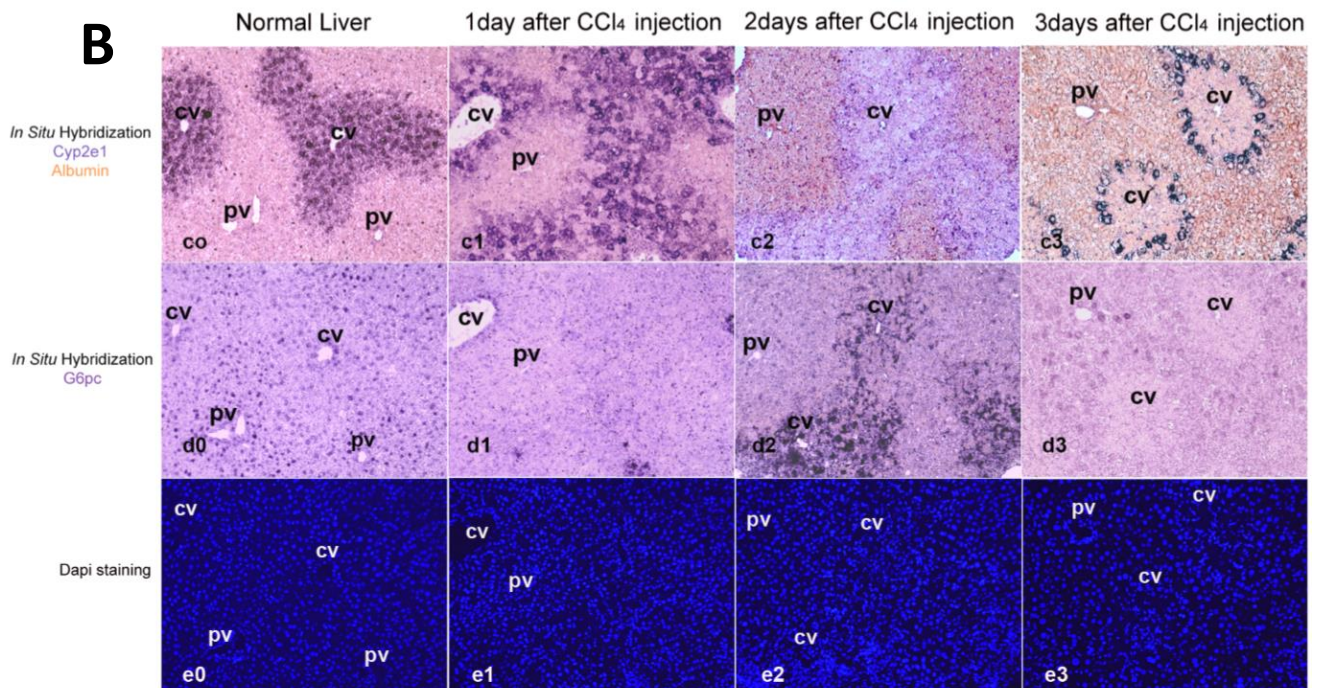 B
Normal Liver
1day after CCl₄ injection
2days after CCl₄ injection
3days after CCl₄ injection
In Situ Hybridization
Cyp2e1
Albumin
cv
cv
pv
pv
co
cv
pv
c1
pv
cv
c2
pv
cv
cv
c3
In Situ Hybridization
G6pc
cv
cv
pv
pv
d0
cv
pv
d1
cv
pv
cv
d2
pv
cv
cv
d3
Dapi staining
cv
cv
pv
pv
e0
cv
pv
e1
pv
cv
cv
e2
cv
pv
cv
e3